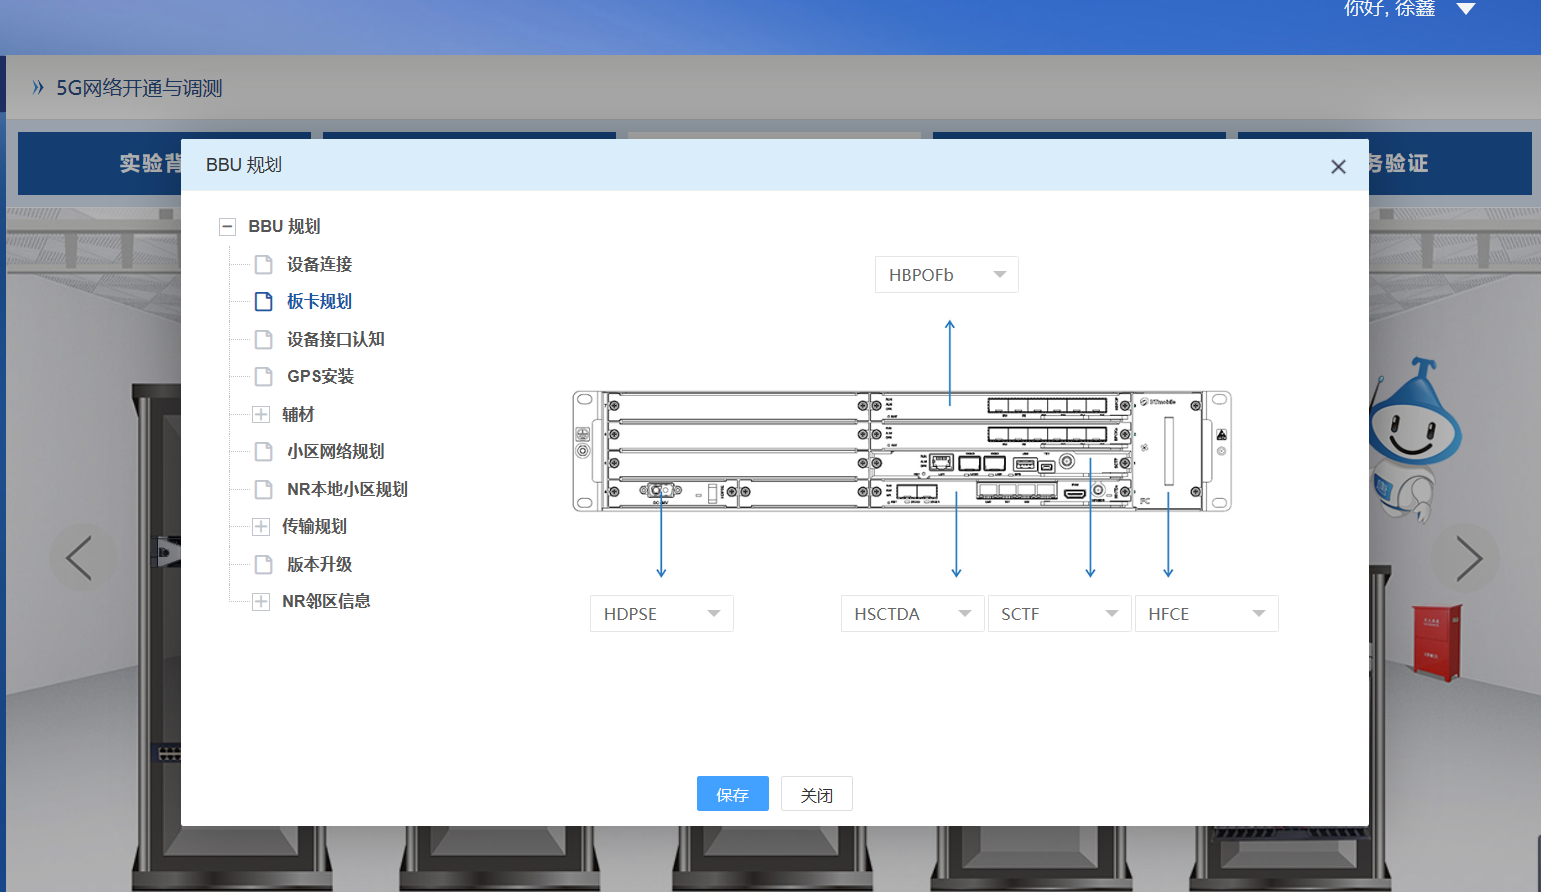 你好, 徐鑫
5G网络开通与调测
实验背
务验证
BBU 规划
BBU 规划
设备连接
板卡规划
设备接口认知
GPS安装
辅材
小区网络规划
NR本地小区规划
传输规划
版本升级
NR邻区信息
HBPOFb
HDPSE
HSCTDA
SCTF
HFCE
SCTF
FC
保存
关闭